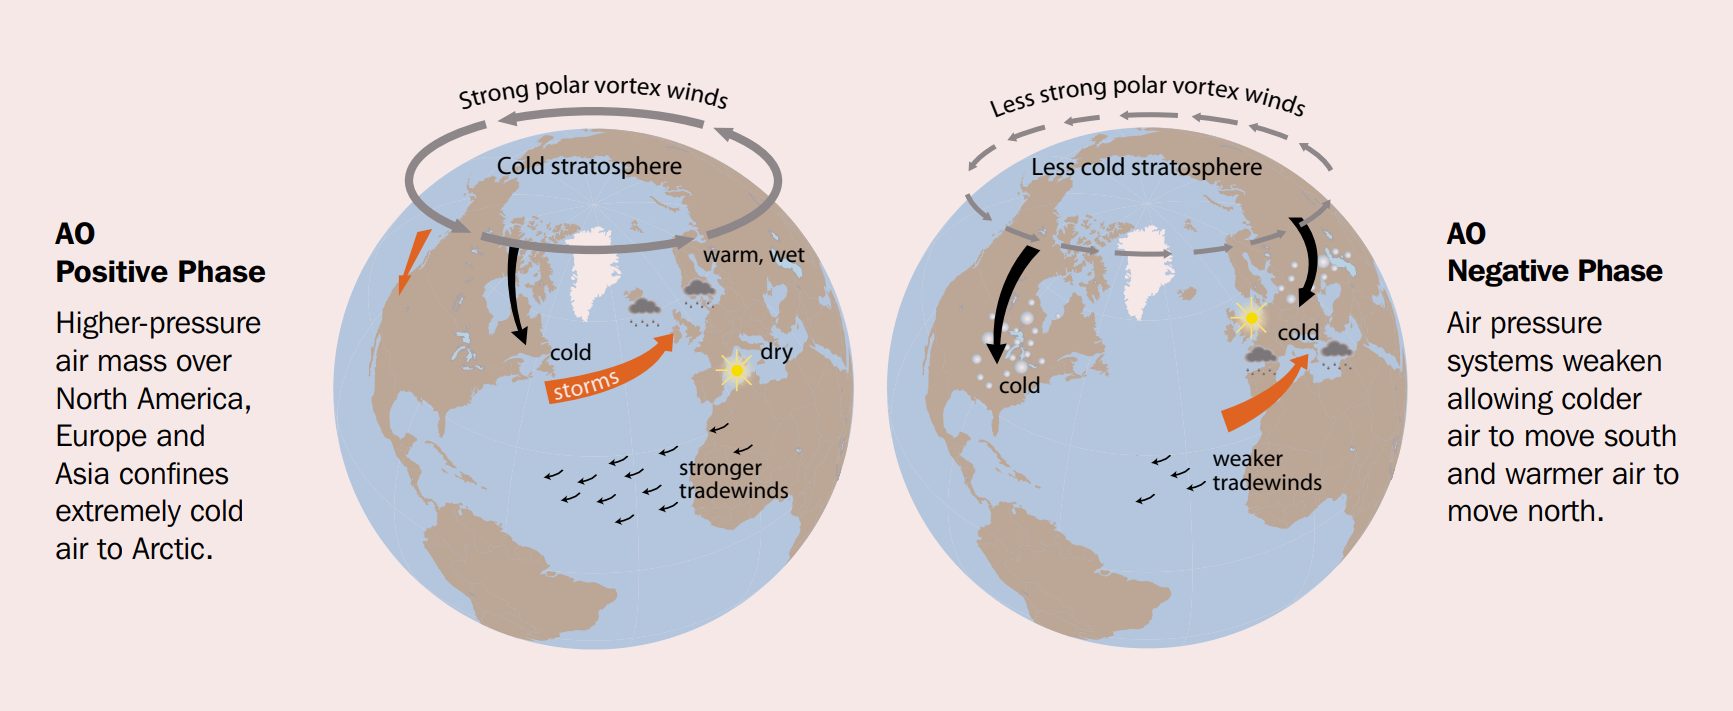 AO
Positive Phase
Higher-pressure
air mass over
North America,
Europe and
Asia confines
extremely cold
air to Arctic.
Strong polar vortex winds
Cold stratosphere
warm, wet
cold
dry
storms
stronger
tradewinds
Less strong polar vortex winds
Less cold stratosphere
cold
cold
weaker
tradewinds
AO
Negative Phase
Air pressure
systems weaken
allowing colder
air to move south
and warmer air to
move north.